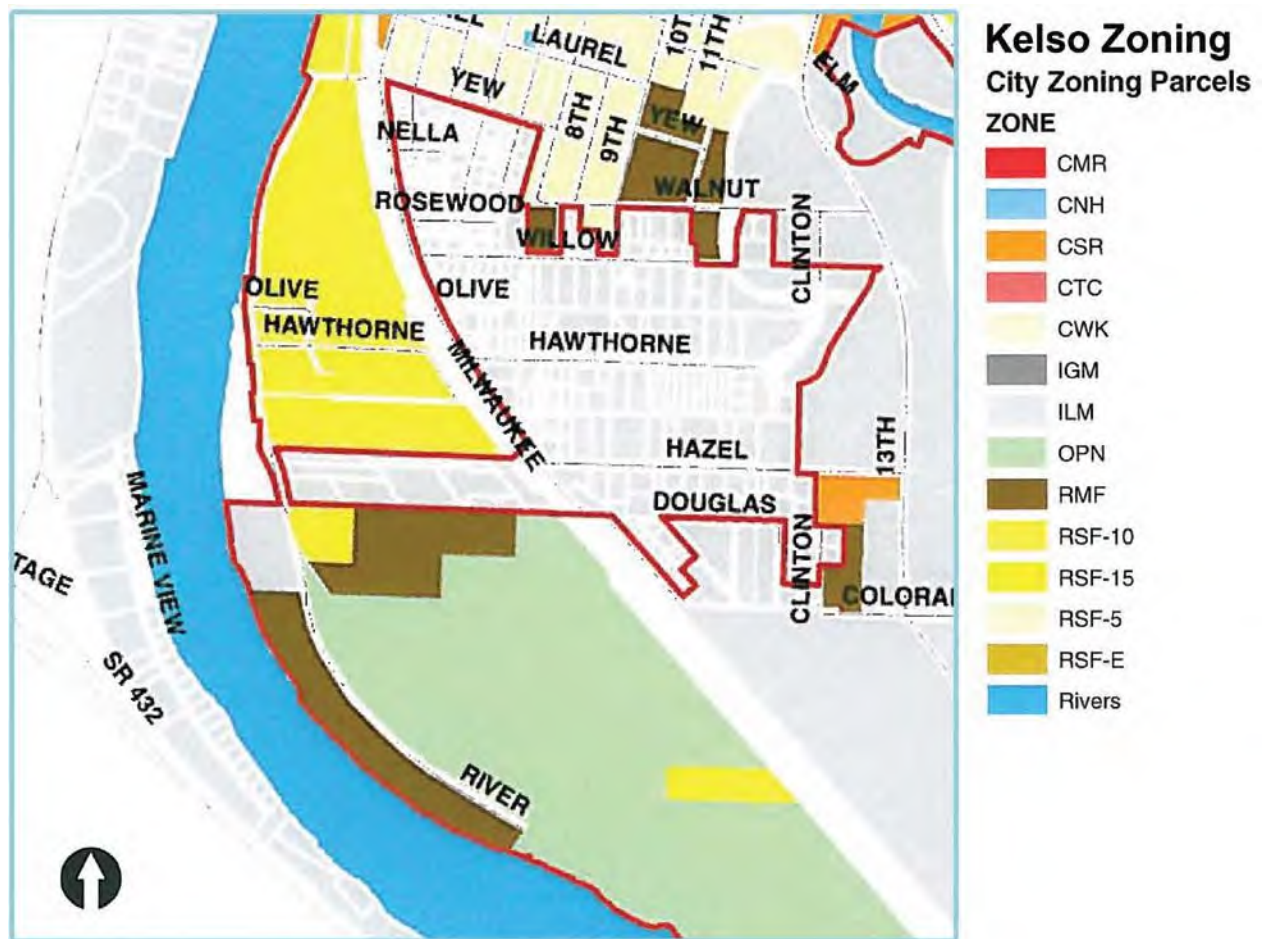 Kelso Zoning
City Zoning Parcels
ZONE
CMR
CNH
CSR
CTC
CWK
IGM
ILM
OPN
RMF
RSF-10
RSF-15
RSF-5
RSF-E
Rivers
LAUREL
10T
11TH
ELM
YEW
8TH
9TH
YEW
NELLA
WALNUT
ROSEWOOD
WILLOW
CLINTON
OLIVE
OLIVE
HAWTHORNE
HAWTHORNE
MILWAUKEE
HAZEL
13TH
DOUGLAS
MARINE VIEW
CLINTON
COLORA
TAGE
SR 432
RIVER